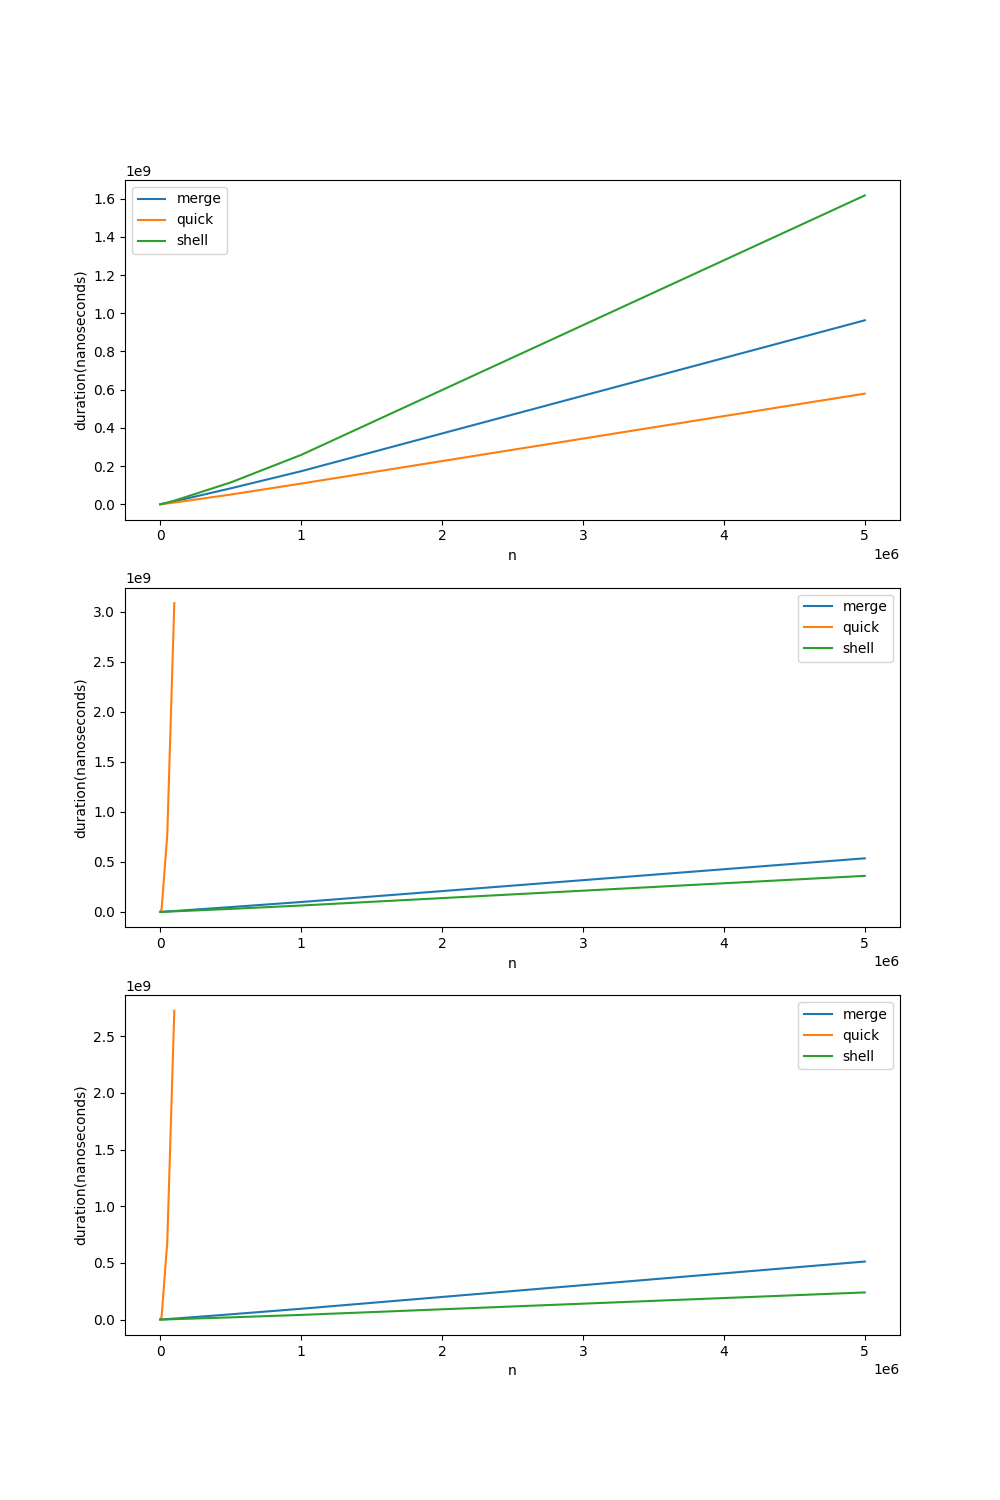 1e9
merge
quick
shell
duration(nanoseconds)
1.6
1.4
1.2
1.0
0.8
0.6
0.4
0.2
0.0
0 1 2 3 4 5
n
1e6
1e9
merge
quick
shell
duration(nanoseconds)
3.0
2.5
2.0
1.5
1.0
0.5
0.0
0 1 2 3 4 5
n
1e6
1e9
merge
quick
shell
duration(nanoseconds)
2.5
2.0
1.5
1.0
0.5
0.0
0 1 2 3 4 5
n
1e6